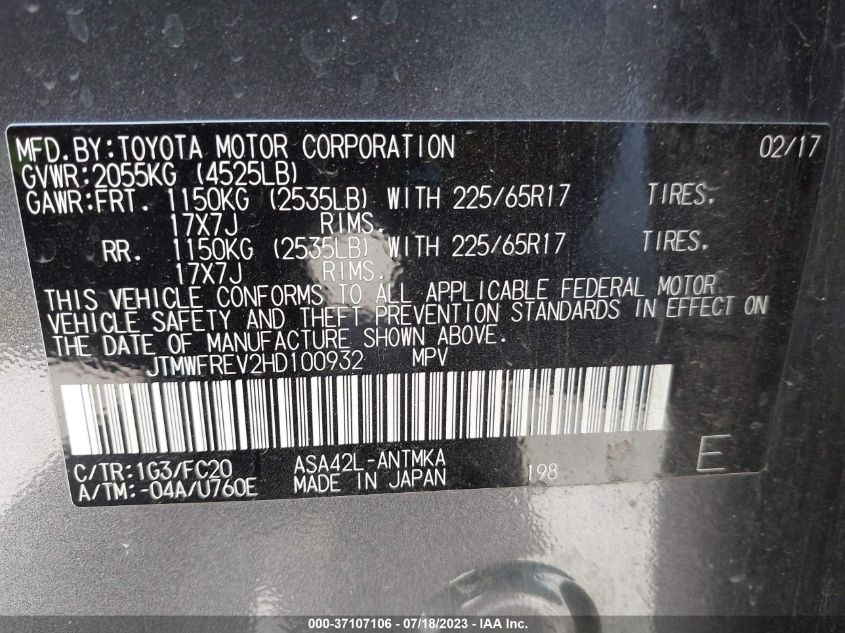 MFD.BY:TOYOTA MOTOR CORPORATION 02/17
GVWR:2055KG (4525LB)
GAWR:FRT. 1150KG (2535LB) WITH 225/65R17 TIRES.
17X7J RIMS.
RR. 1150KG (2535LB) WITH 225/65R17 TIRES.
17X7J RIMS.
THIS VEHICLE CONFORMS TO ALL APPLICABLE FEDERAL MOTOR
VEHICLE SAFETY AND THEFT PREVENTION STANDARDS IN EFFECT ON
THE DATE OF MANUFACTURE SHOWN ABOVE.
JTMWFREV2HD100932 MPV
C/TR:1G3/FC20 ASA42L-ANTMKA 198 E
A/TM:-04A/U760E MADE IN JAPAN
000-37107106 - 07/18/2023 - IAA Inc.